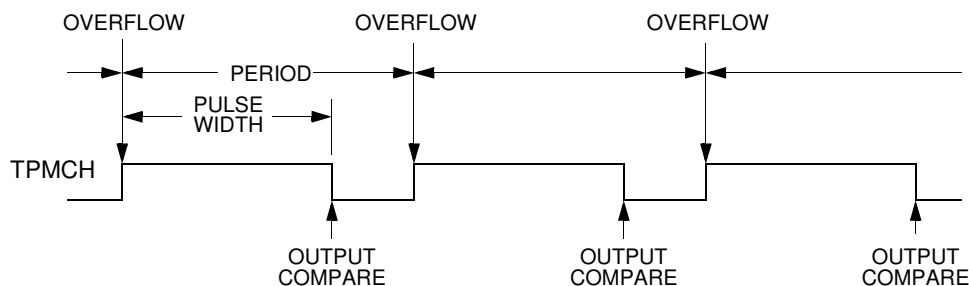 OVERFLOW OVERFLOW OVERFLOW
PERIOD
PULSE
WIDTH
TPMCH
OUTPUT
COMPARE
OUTPUT
COMPARE
OUTPUT
COMPARE